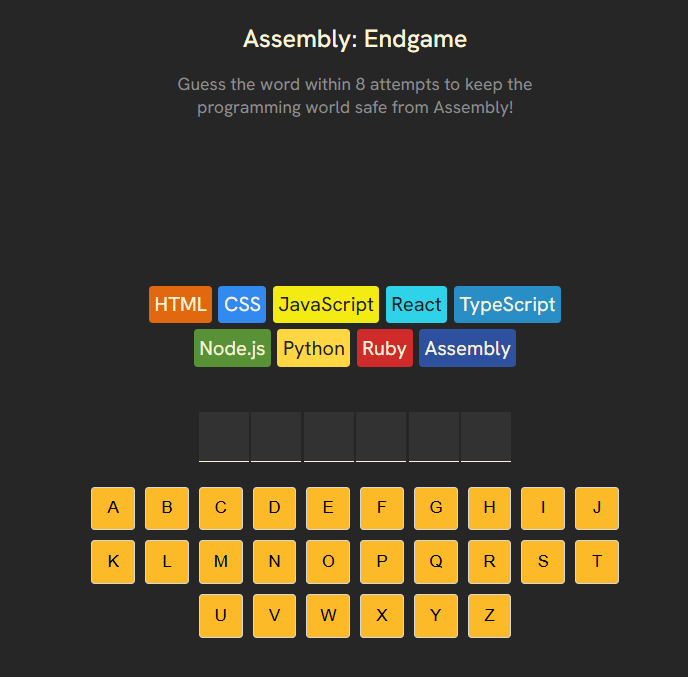 Assembly: Endgame
Guess the word within 8 attempts to keep the
programming world safe from Assembly!
HTML CSS JavaScript React TypeScript
Node.js Python Ruby Assembly
A B C D E F G H I J
K L M N O P Q R S T
U V W X Y Z